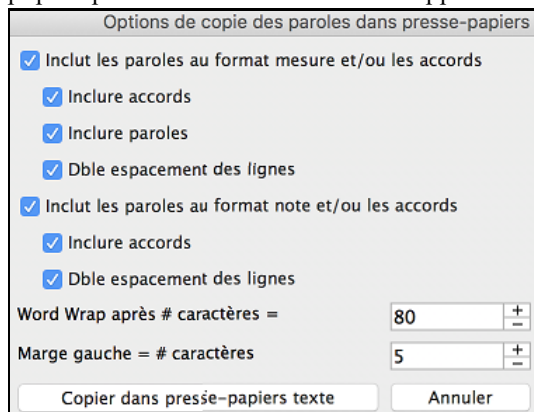 Options de copie des paroles dans presse-papiers
Inclut les paroles au format mesure et/ou les accords
Inclure accords
Inclure paroles
Dble espacement des lignes
Inclut les paroles au format note et/ou les accords
Inclure accords
Dble espacement des lignes
Word Wrap après # caractères = 80
Marge gauche = # caractères 5
Copier dans presse-papiers texte Annuler